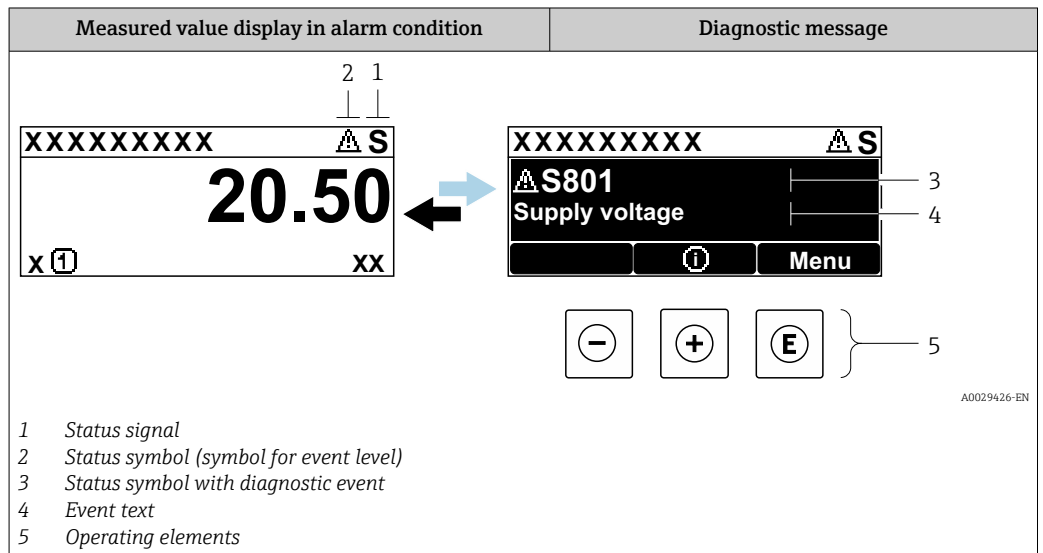 Measured value display in alarm condition
Diagnostic message
2 1
XXXXXXXXX S
20.50
X 1 XX
XXXXXXXXX S
S801
3
Supply voltage
4
i Menu
− + E
5
A0029426-EN
1 Status signal
2 Status symbol (symbol for event level)
3 Status symbol with diagnostic event
4 Event text
5 Operating elements